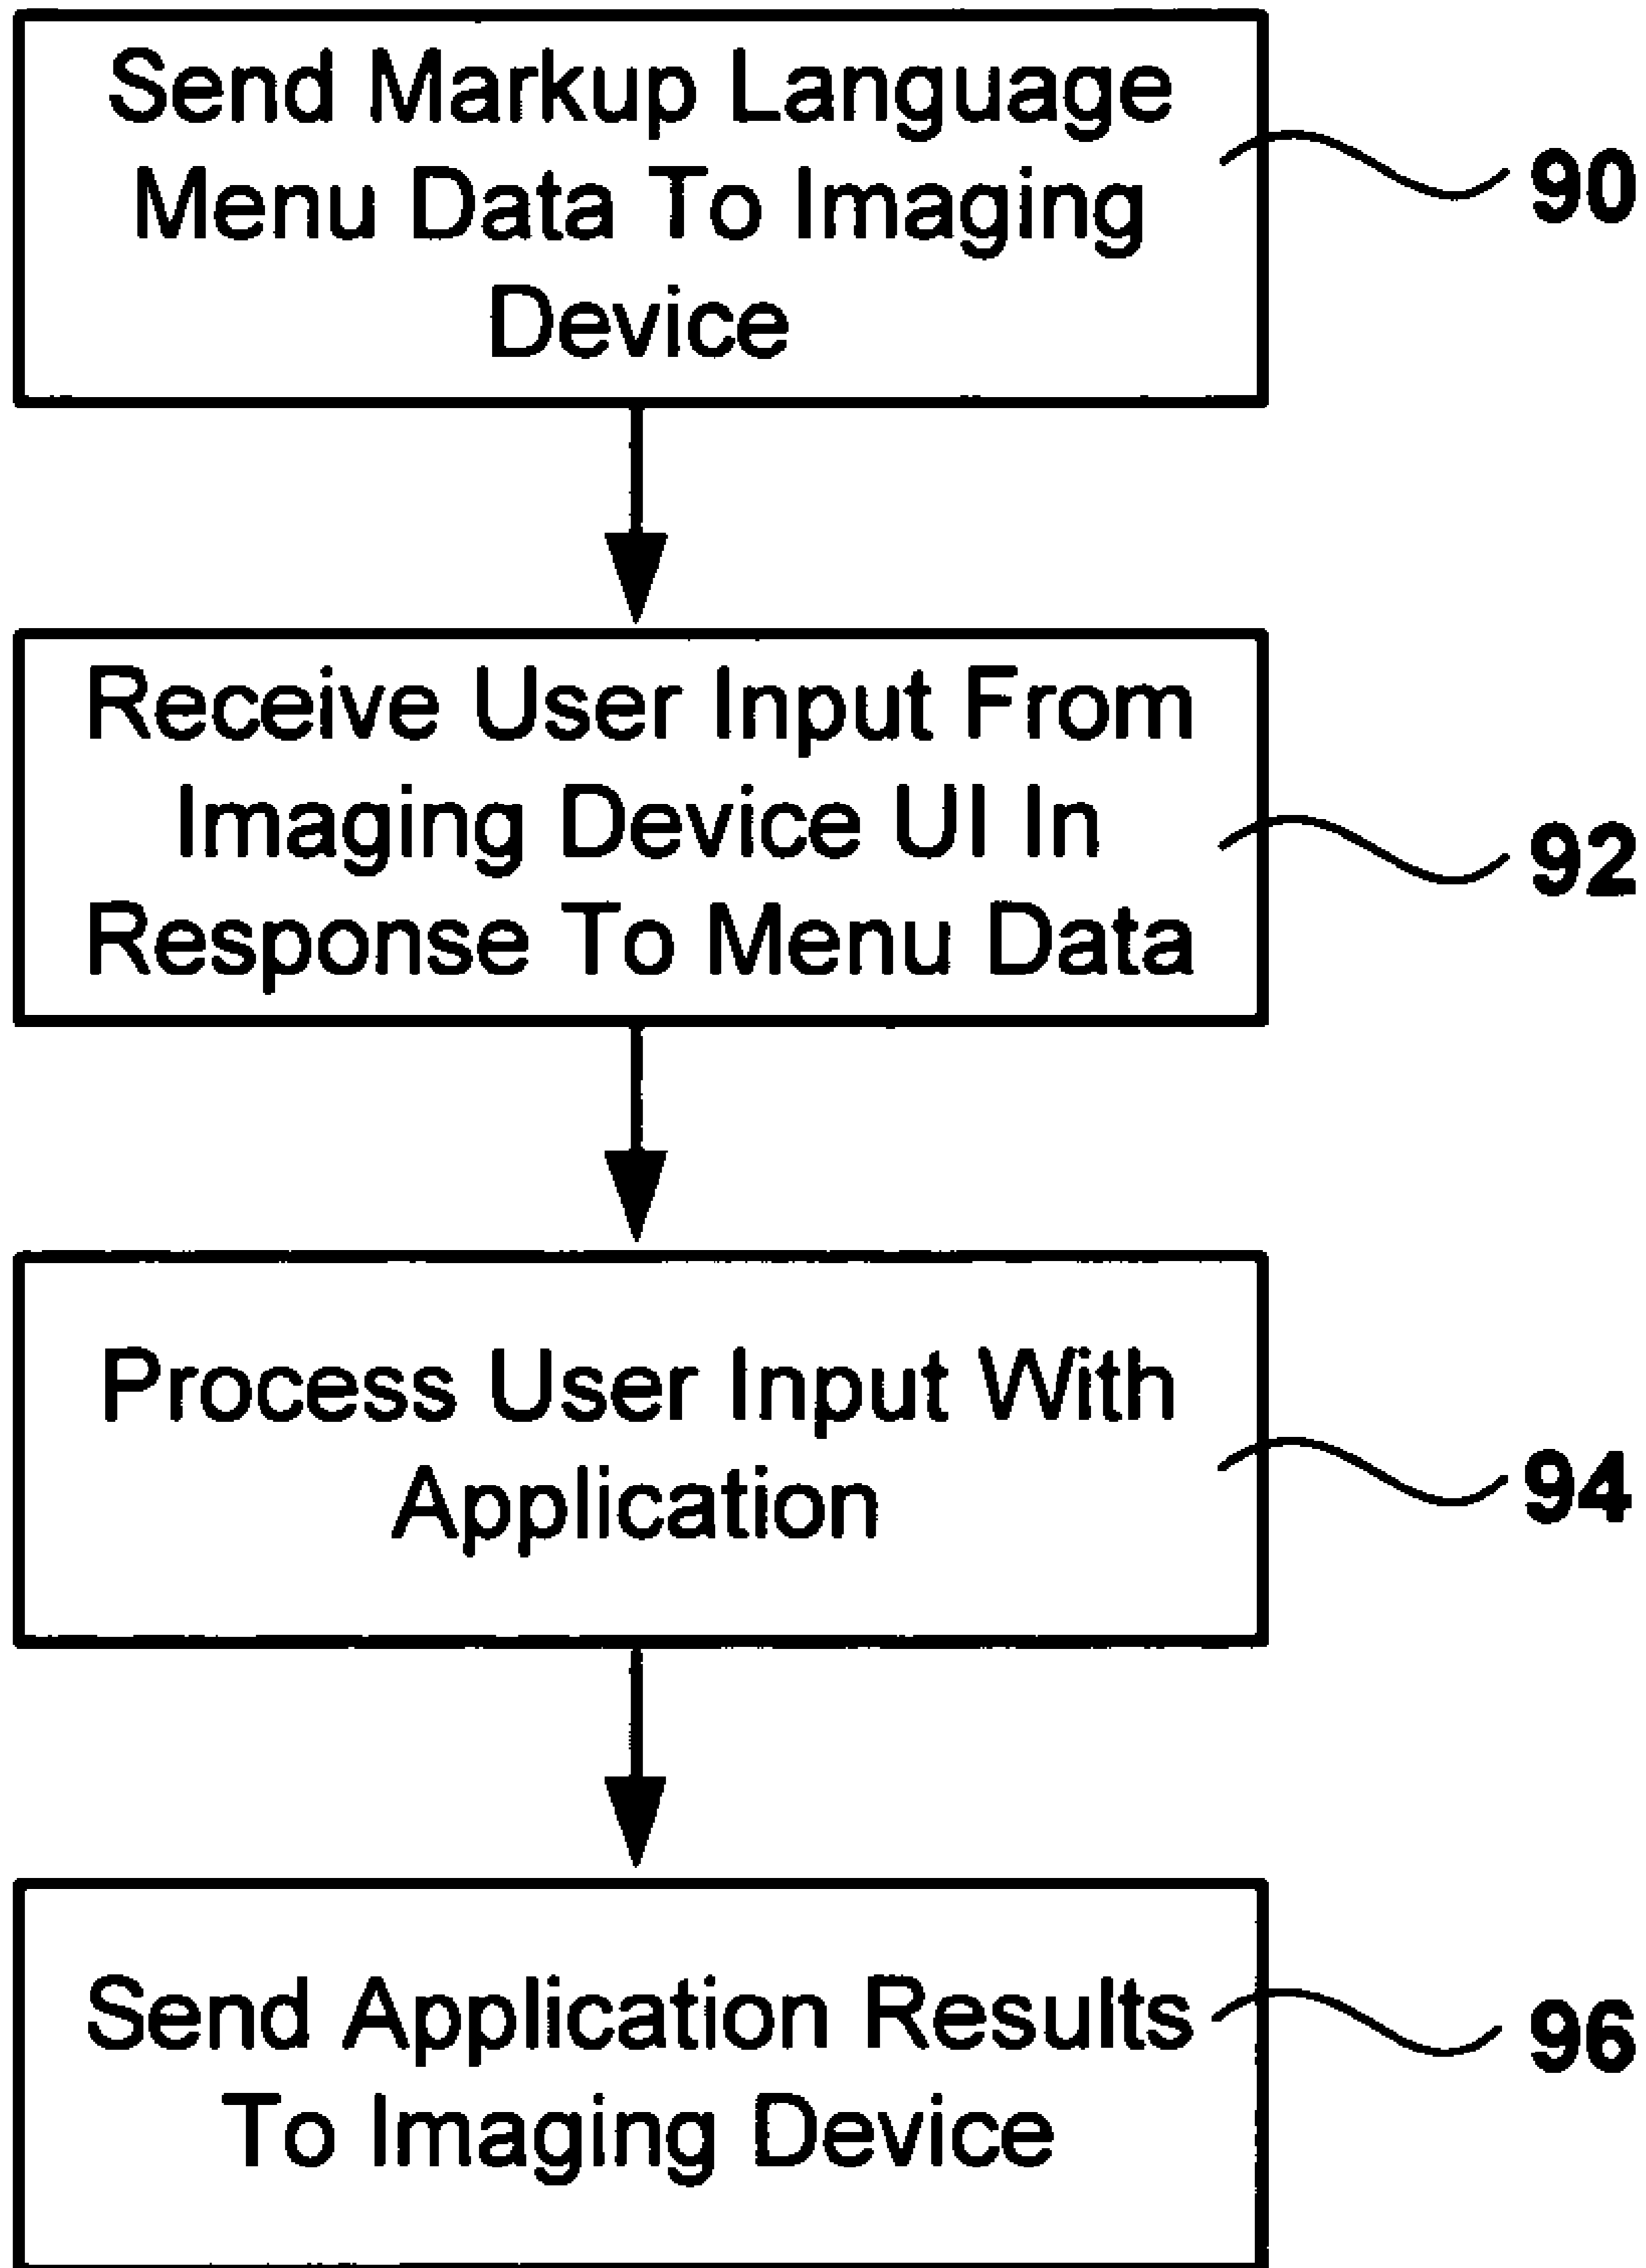 Send Markup Language
Menu Data To Imaging
Device
90
Receive User Input From
Imaging Device UI In
Response To Menu Data
92
Process User Input With
Application
94
Send Application Results
To Imaging Device
96